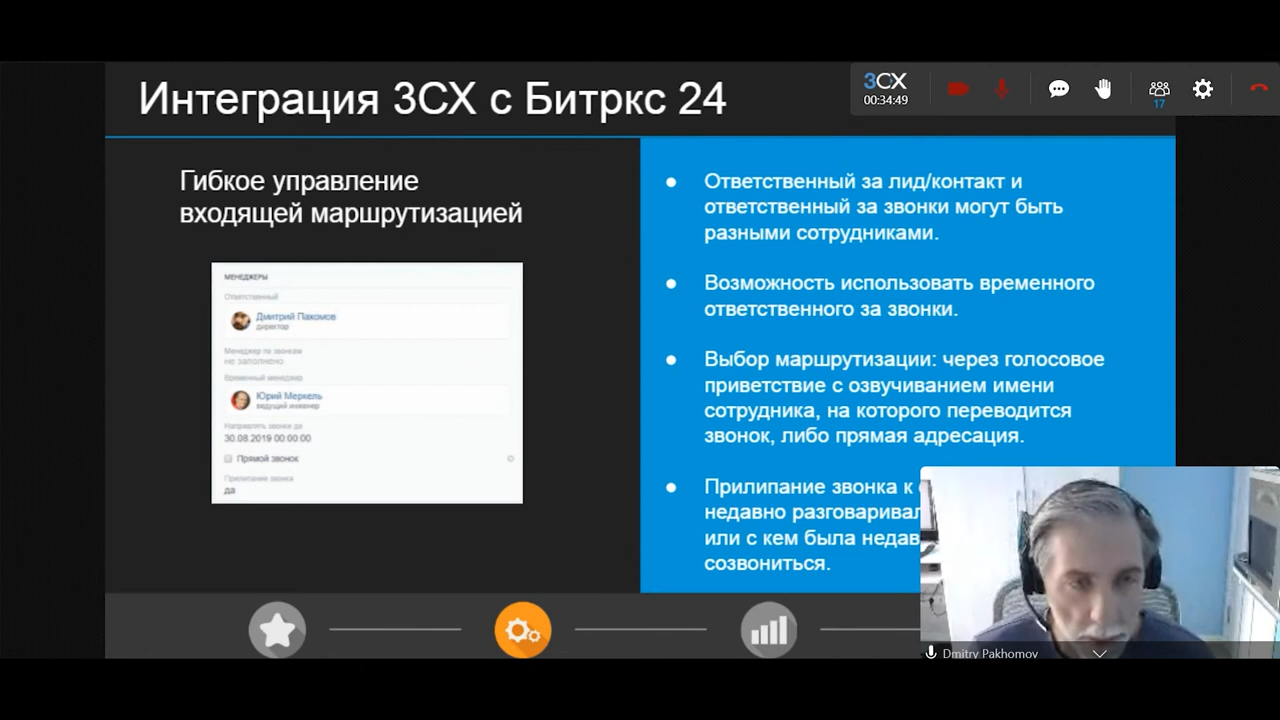 Интеграция 3CX с Битркс 24
3CX
00:34:49
17
Гибкое управление
входящей маршрутизацией
МЕНЕДЖЕРЫ
Ответственный
Дмитрий Пахомов
директор
Менеджер по звонкам
не заполнено
Временный менеджер
Юрий Меркель
ведущий инженер
Направлять звонки до
30.08.2019 00:00:00
Прямой звонок
Прилипание звонка
да
Ответственный за лид/контакт и
ответственный за звонки могут быть
разными сотрудниками.
Возможность использовать временного
ответственного за звонки.
Выбор маршрутизации: через голосовое
приветствие с озвучиванием имени
сотрудника, на которого переводится
звонок, либо прямая адресация.
Прилипание звонка к
недавно разговаривал
или с кем была недав
созвониться.
Dmitry Pakhomov